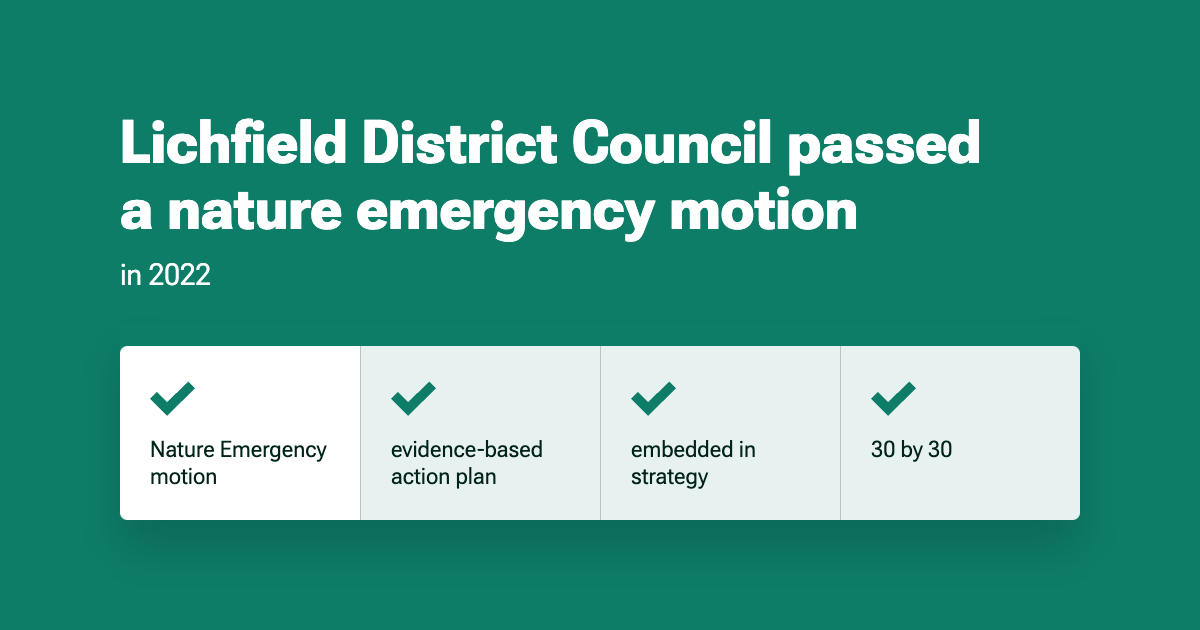 Lichfield District Council passed
a nature emergency motion
in 2022
Nature Emergency
motion
evidence-based
action plan
embedded in
strategy
30 by 30